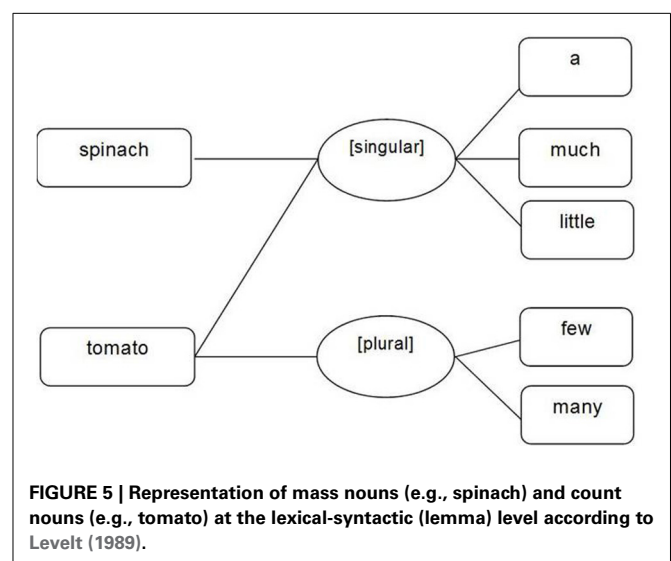 a
spinach
[singular]
much
little
tomato
[plural]
few
many
FIGURE 5 | Representation of mass nouns (e.g., spinach) and count
nouns (e.g., tomato) at the lexical-syntactic (lemma) level according to
Levelt (1989).